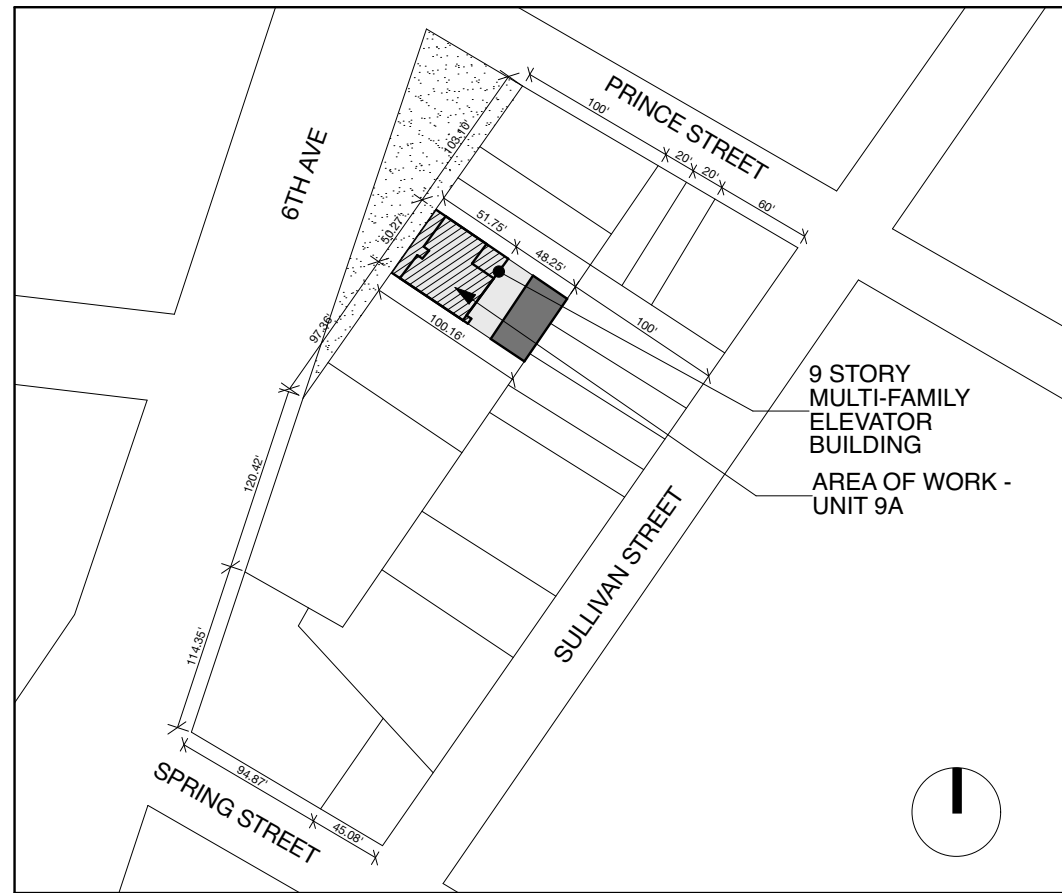 PRINCE STREET
100'
20'
20'
60'
6TH AVE
103.10'
50.27'
51.75'
48.25'
100'
100.16'
97.36'
9 STORY
MULTI-FAMILY
ELEVATOR
BUILDING
AREA OF WORK -
UNIT 9A
120.42'
SULLIVAN STREET
114.35'
94.87'
SPRING STREET
45.08'